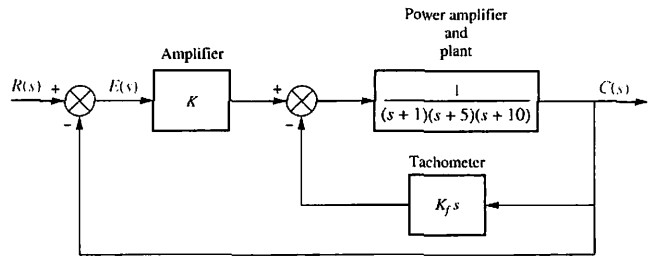 Power amplifier
and
plant
Amplifier
R(s) + E(s) K + 1 C(s)
(s + 1)(s + 5)(s + 10)
− −
Tachometer
K_f s